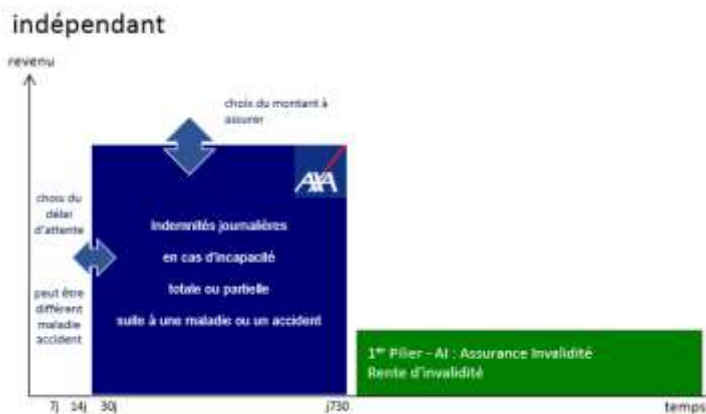 indépendant
revenu
choix du montant à
assurer
AXA
choix du
délai
d'attente
peut être
différent
maladie
accident
Indemnités journalières
en cas d'incapacité
totale ou partielle
suite à une maladie ou un accident
1er Pilier - AI : Assurance Invalidité
Rente d'invalidité
7j 14j 30j j730 temps